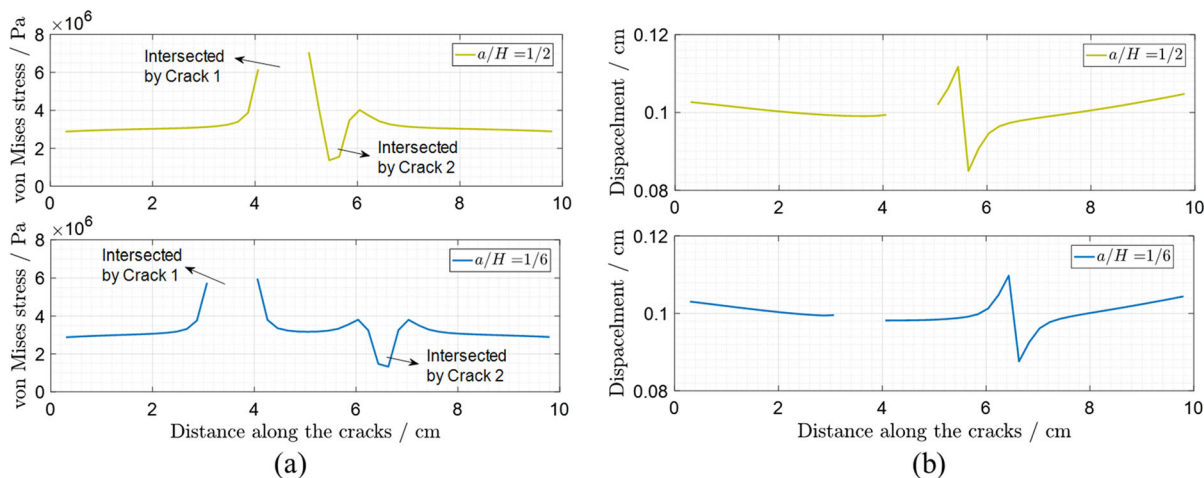 ×10⁶
von Mises stress / Pa
8
6
4
2
0
Intersected
by Crack 1
a/H =1/2
Intersected
by Crack 2
0 2 4 6 8 10
×10⁶
von Mises stress / Pa
8
6
4
2
0
Intersected
by Crack 1
a/H =1/6
Intersected
by Crack 2
0 2 4 6 8 10
Distance along the cracks / cm
(a)
Dispacelment / cm
0.12
0.1
0.08
a/H =1/2
0 2 4 6 8 10
Dispacelment / cm
0.12
0.1
0.08
a/H =1/6
0 2 4 6 8 10
Distance along the cracks / cm
(b)